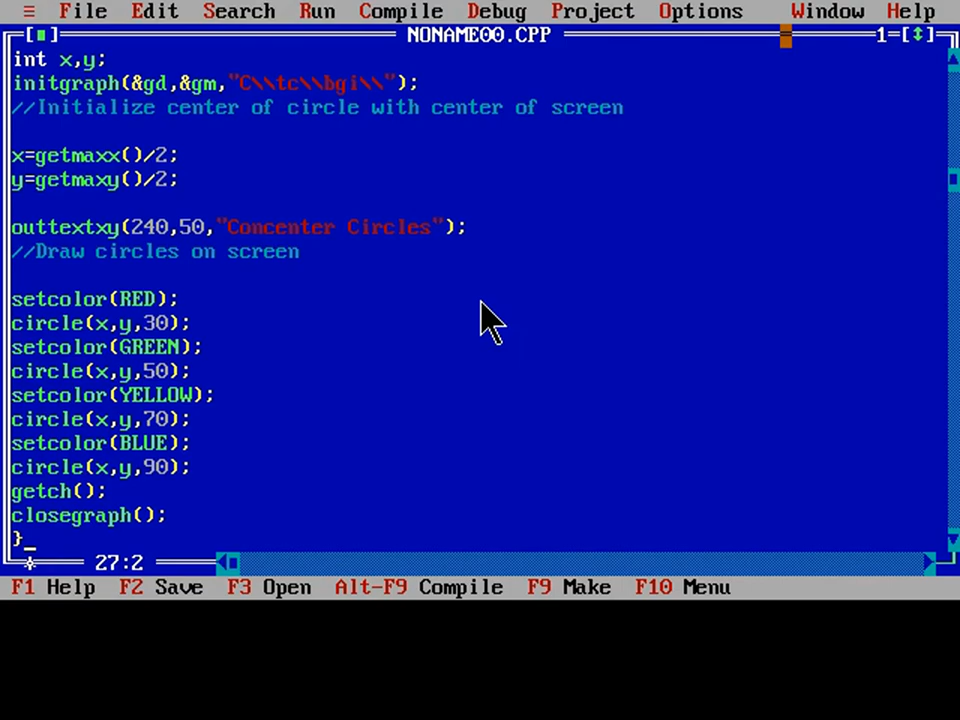 ≡ File Edit Search Run Compile Debug Project Options Window Help
[■] NONAME00.CPP 1=[↕]
int x,y;
initgraph(&gd,&gm,"C\\tc\\bgi\\");
//Initialize center of circle with center of screen
x=getmaxx()/2;
y=getmaxy()/2;
outtextxy(240,50,"Concenter Circles");
//Draw circles on screen
setcolor(RED);
circle(x,y,30);
setcolor(GREEN);
circle(x,y,50);
setcolor(YELLOW);
circle(x,y,70);
setcolor(BLUE);
circle(x,y,90);
getch();
closegraph();
}
27:2
F1 Help F2 Save F3 Open Alt-F9 Compile F9 Make F10 Menu